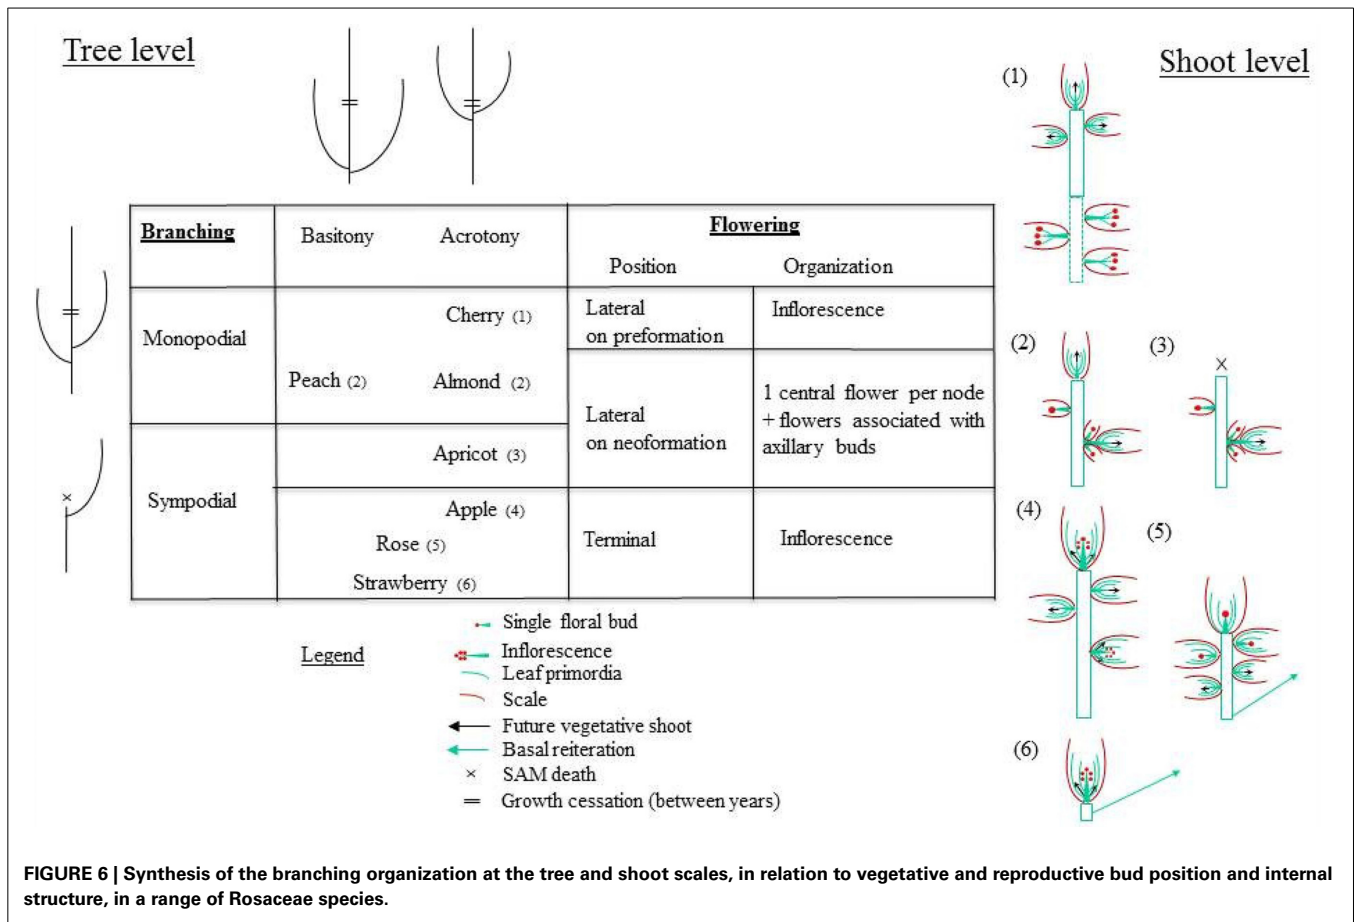 Tree level
Shoot level
(1)
Branching
Basitony
Acrotony
Flowering
Position
Organization
Monopodial
Cherry (1)
Lateral
on preformation
Inflorescence
Peach (2)
Almond (2)
Lateral
on neoformation
1 central flower per node
+ flowers associated with
axillary buds
(2)
(3)
×
×
Sympodial
Apricot (3)
Apple (4)
Rose (5)
Strawberry (6)
Terminal
Inflorescence
(4)
(5)
(6)
Legend
Single floral bud
Inflorescence
Leaf primordia
Scale
Future vegetative shoot
Basal reiteration
× SAM death
= Growth cessation (between years)
FIGURE 6 | Synthesis of the branching organization at the tree and shoot scales, in relation to vegetative and reproductive bud position and internal
structure, in a range of Rosaceae species.